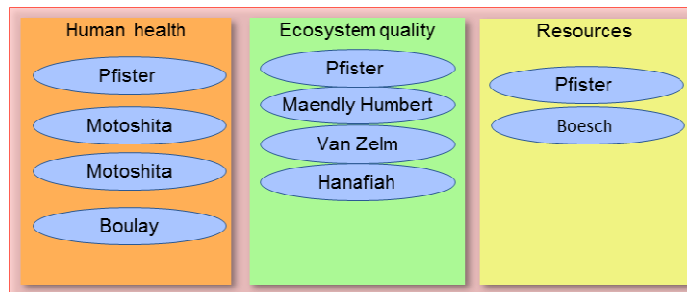 Human health
Pfister
Motoshita
Motoshita
Boulay
Ecosystem quality
Pfister
Maendly Humbert
Van Zelm
Hanafiah
Resources
Pfister
Boesch